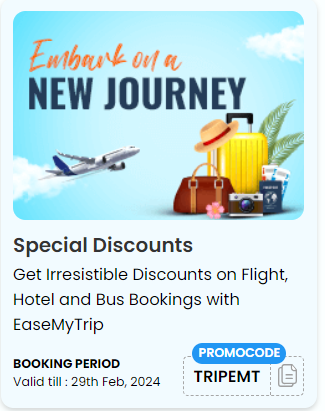 Embark on a
NEW JOURNEY
Special Discounts
Get Irresistible Discounts on Flight,
Hotel and Bus Bookings with
EaseMyTrip
BOOKING PERIOD
Valid till : 29th Feb, 2024
PROMOCODE
TRIPEMT